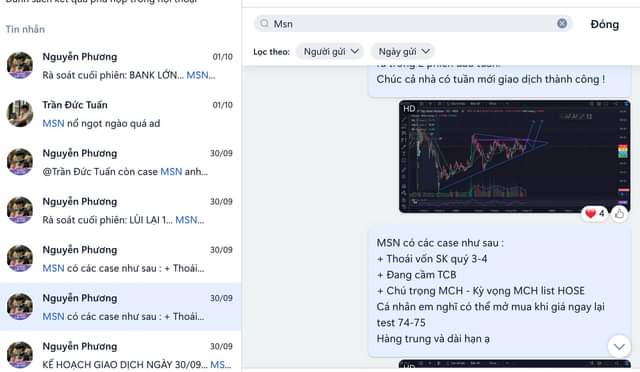 Danh sách kết quả phù hợp trong hội thoại
Tin nhắn
Nguyễn Phương
01/10
Rà soát cuối phiên: BANK LỚN... MSN...
Trần Đức Tuấn
01/10
MSN nổ ngọt ngào quá ad
Nguyễn Phương
30/09
@Trần Đức Tuấn còn case MSN anh...
Nguyễn Phương
30/09
Rà soát cuối phiên: LÙI LẠI 1... MSN...
Nguyễn Phương
30/09
MSN có các case như sau : + Thoái...
Nguyễn Phương
30/09
MSN có các case như sau : + Thoái...
Nguyễn Phương
30/09
KẾ HOẠCH GIAO DỊCH NGÀY 30/09... MS...
Msn
Đóng
Lọc theo:
Người gửi
Ngày gửi
ra trong 2 phiên đầu tuần.
Chúc cả nhà có tuần mới giao dịch thành công !
HD
4
MSN có các case như sau :
+ Thoái vốn SK quý 3-4
+ Đang cầm TCB
+ Chú trọng MCH - Kỳ vọng MCH list HOSE
Cá nhân em nghĩ có thể mở mua khi giá ngay lại
test 74-75
Hàng trung và dài hạn ạ
HD